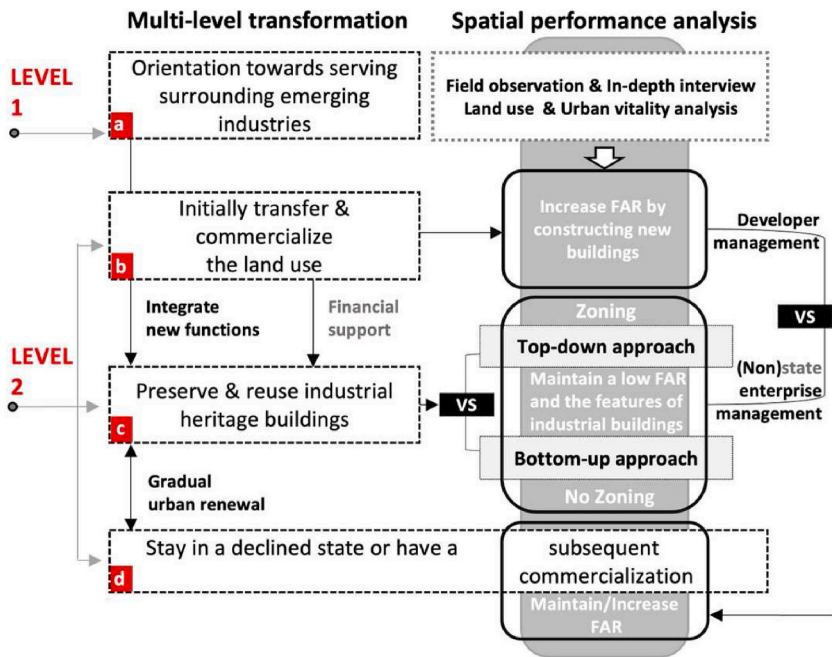 Multi-level transformation
Spatial performance analysis
LEVEL
1
Orientation towards serving
surrounding emerging
industries
a
Field observation & In-depth interview
Land use & Urban vitality analysis
Initially transfer &
commercialize
the land use
b
Increase FAR by
constructing new
buildings
Developer
management
Integrate
new functions
Financial
support
VS
LEVEL
2
Preserve & reuse industrial
heritage buildings
c
VS
Zoning
Top-down approach
Maintain a low FAR
and the features of
industrial buildings
Bottom-up approach
No Zoning
(Non)state
enterprise
management
Gradual
urban renewal
Stay in a declined state or have a
subsequent
commercialization
d
Maintain/Increase
FAR